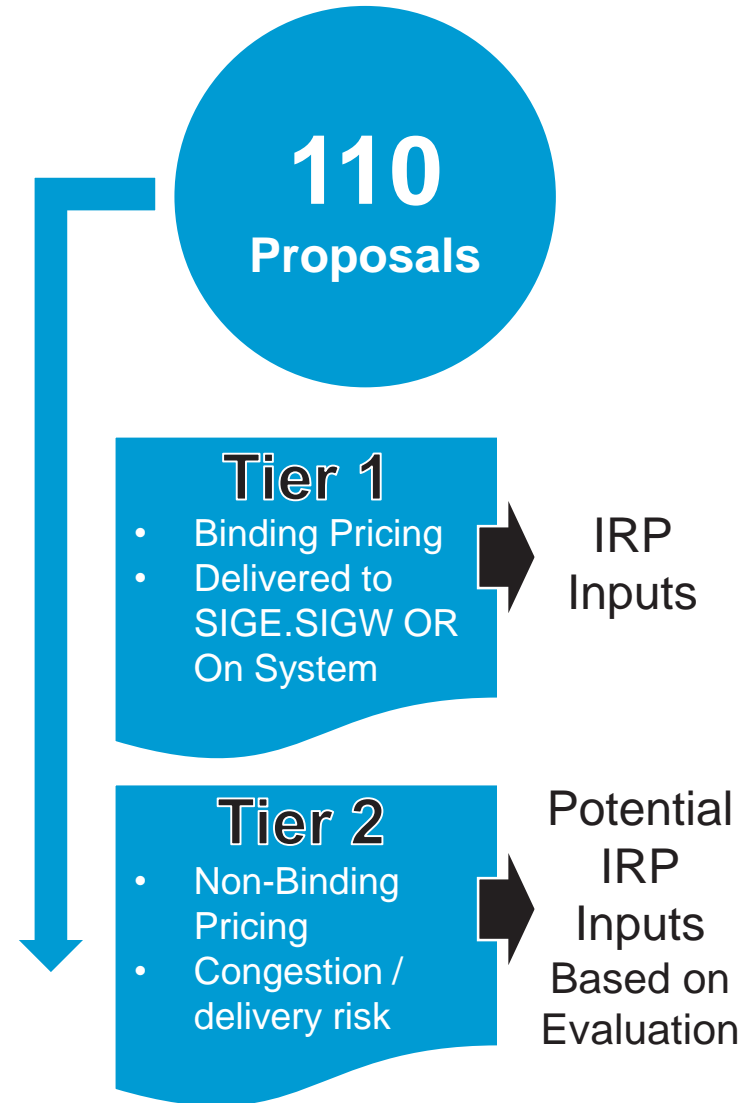 110
Proposals
Tier 1
• Binding Pricing
• Delivered to
SIGE.SIGW OR
On System
IRP
Inputs
Tier 2
• Non-Binding
Pricing
• Congestion /
delivery risk
Potential
IRP
Inputs
Based on
Evaluation